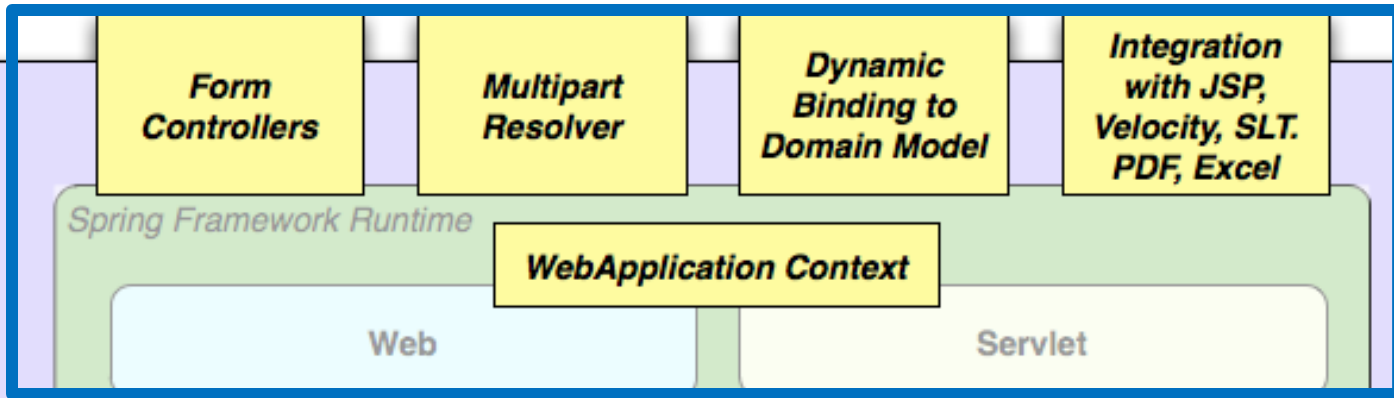 Form
Controllers
Multipart
Resolver
Dynamic
Binding to
Domain Model
Integration
with JSP,
Velocity, SLT.
PDF, Excel
Spring Framework Runtime
WebApplication Context
Web
Servlet